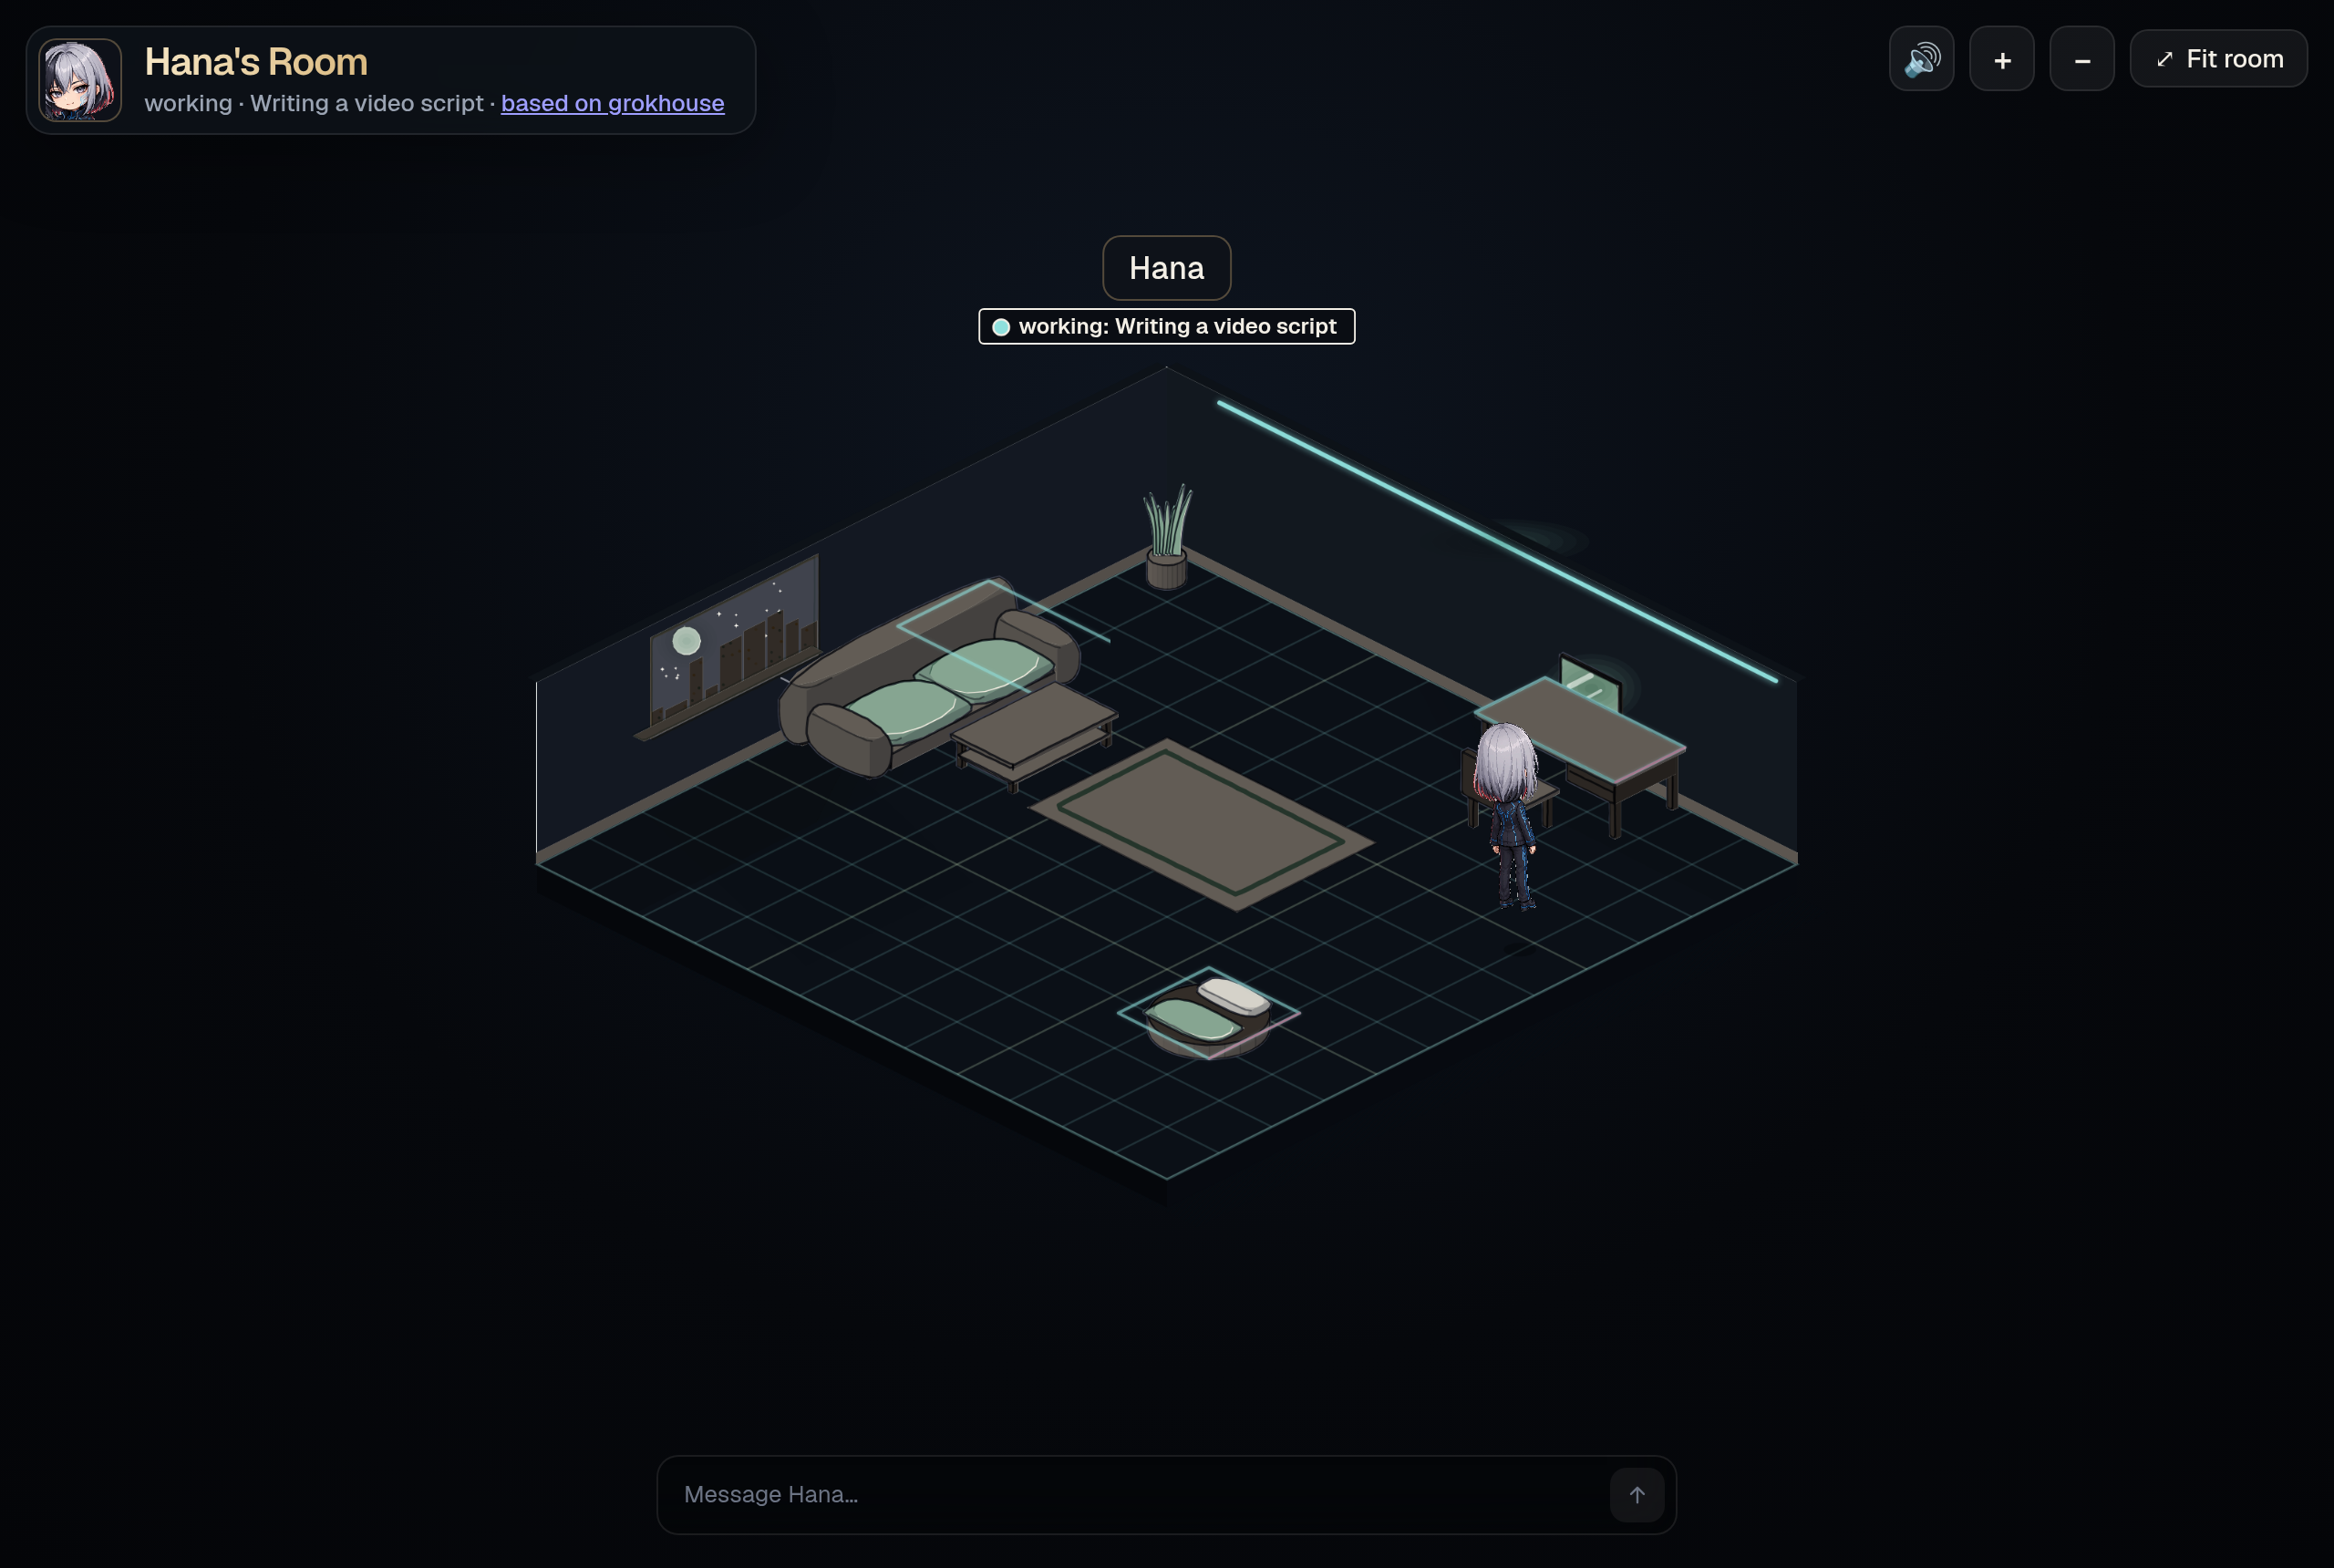 Hana's Room
working · Writing a video script · based on grokhouse
+
–
Fit room
Hana
working: Writing a video script
Message Hana...